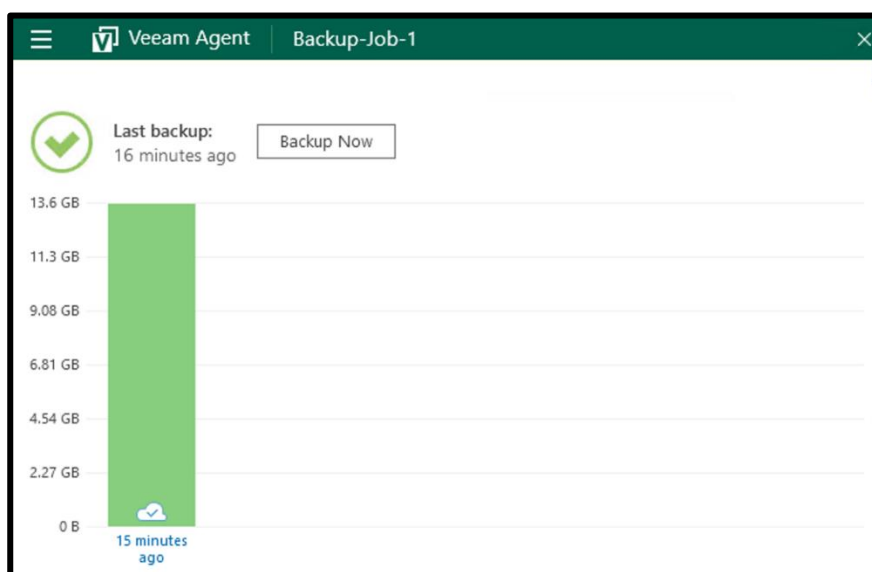 Veeam Agent Backup-Job-1
Last backup:
16 minutes ago
Backup Now
13.6 GB
11.3 GB
9.08 GB
6.81 GB
4.54 GB
2.27 GB
0 B
15 minutes
ago